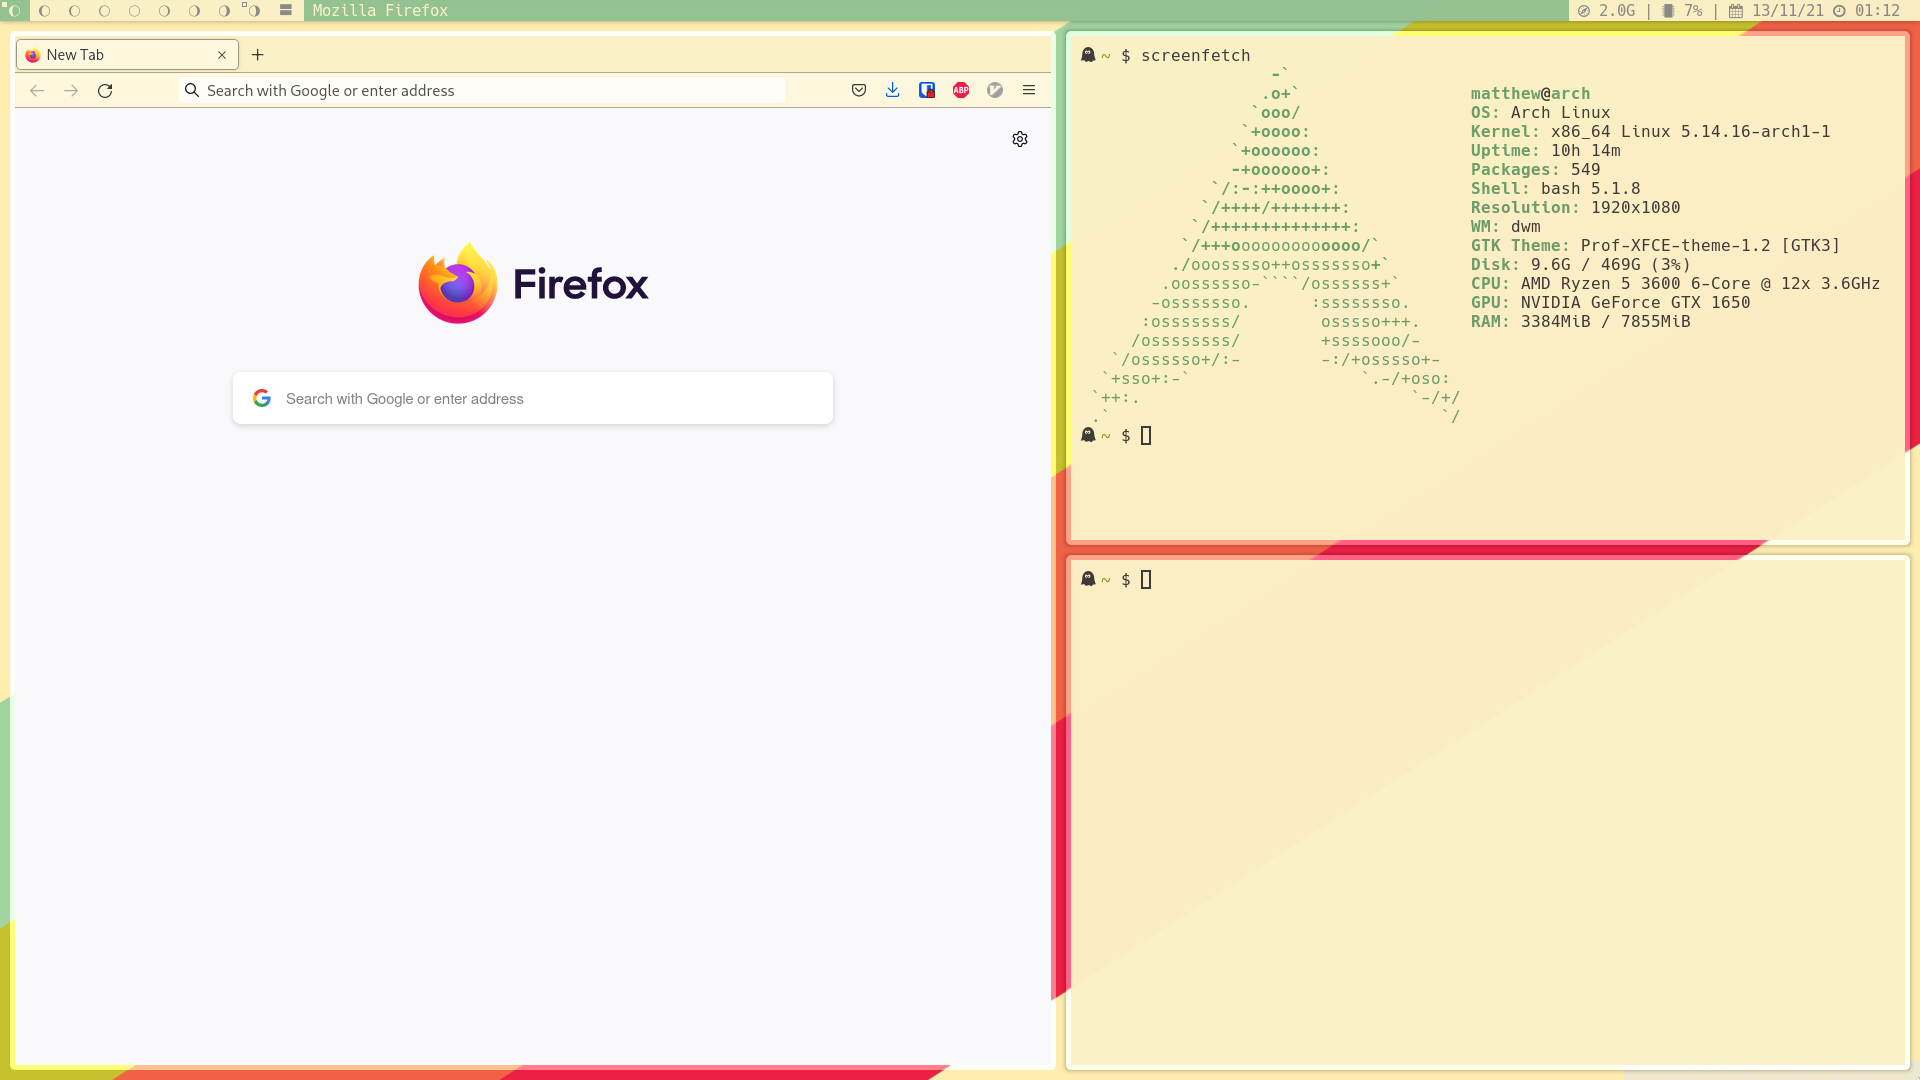 Mozilla Firefox
2.0G | 7% | 13/11/21 01:12
New Tab
Search with Google or enter address
ABP
Firefox
Search with Google or enter address
~ $ screenfetch
-`
.o+`
`ooo/
`+oooo:
`+oooooo:
-+oooooo+:
`/:-:++oooo+:
`/++++/+++++++:
`/++++++++++++++:
`/+++ooooooooooooo/`
./ooosssso++osssssso+`
.oossssso-````/ossssss+`
-osssssso. :ssssssso.
:osssssss/ osssso+++.
/ossssssss/ +ssssooo/-
`/ossssso+/:- -:/+osssso+-
`+sso+:-` `.-/+oso:
`++:. `-/+/
.` `/
matthew@arch
OS: Arch Linux
Kernel: x86_64 Linux 5.14.16-arch1-1
Uptime: 10h 14m
Packages: 549
Shell: bash 5.1.8
Resolution: 1920x1080
WM: dwm
GTK Theme: Prof-XFCE-theme-1.2 [GTK3]
Disk: 9.6G / 469G (3%)
CPU: AMD Ryzen 5 3600 6-Core @ 12x 3.6GHz
GPU: NVIDIA GeForce GTX 1650
RAM: 3384MiB / 7855MiB
~ $
~ $